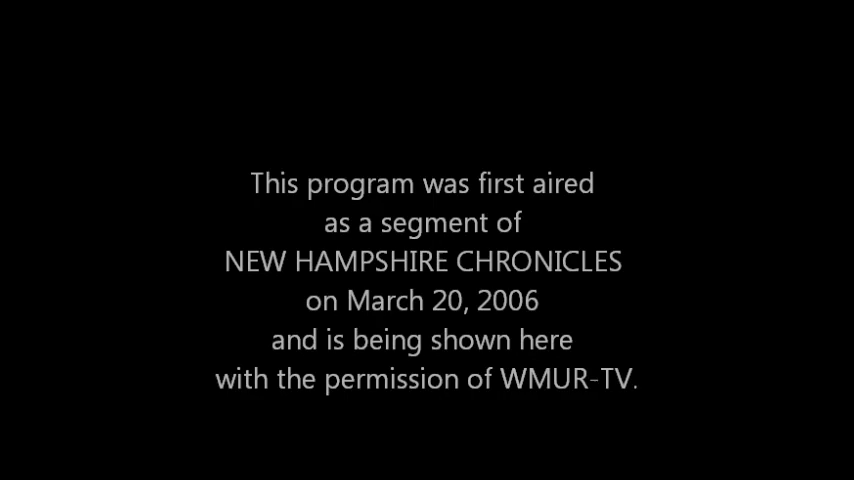 This program was first aired
as a segment of
NEW HAMPSHIRE CHRONICLES
on March 20, 2006
and is being shown here
with the permission of WMUR-TV.